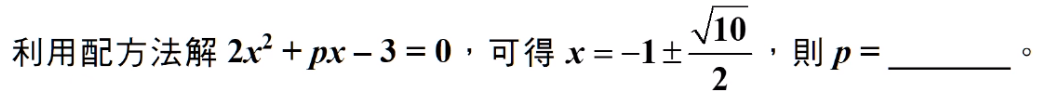 利用配方法解 2x² + px – 3 = 0，可得 x = –1 ± √10/2，則 p = ________。